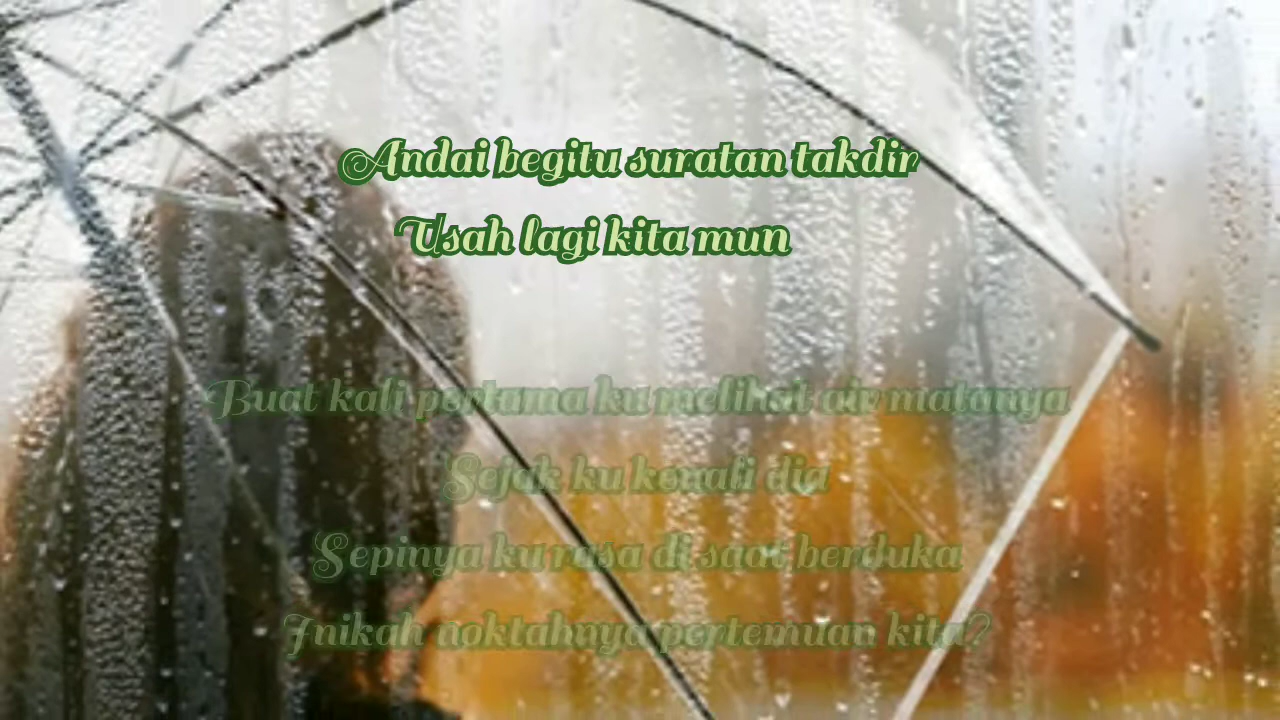 Andai begitu suratan takdir
Usah lagi kita mun
Buat kali pertama ku melihat air matanya
Sejak ku kenali dia
Sepinya ku rasa di saat berduka
Inikah noktahnya pertemuan kita?